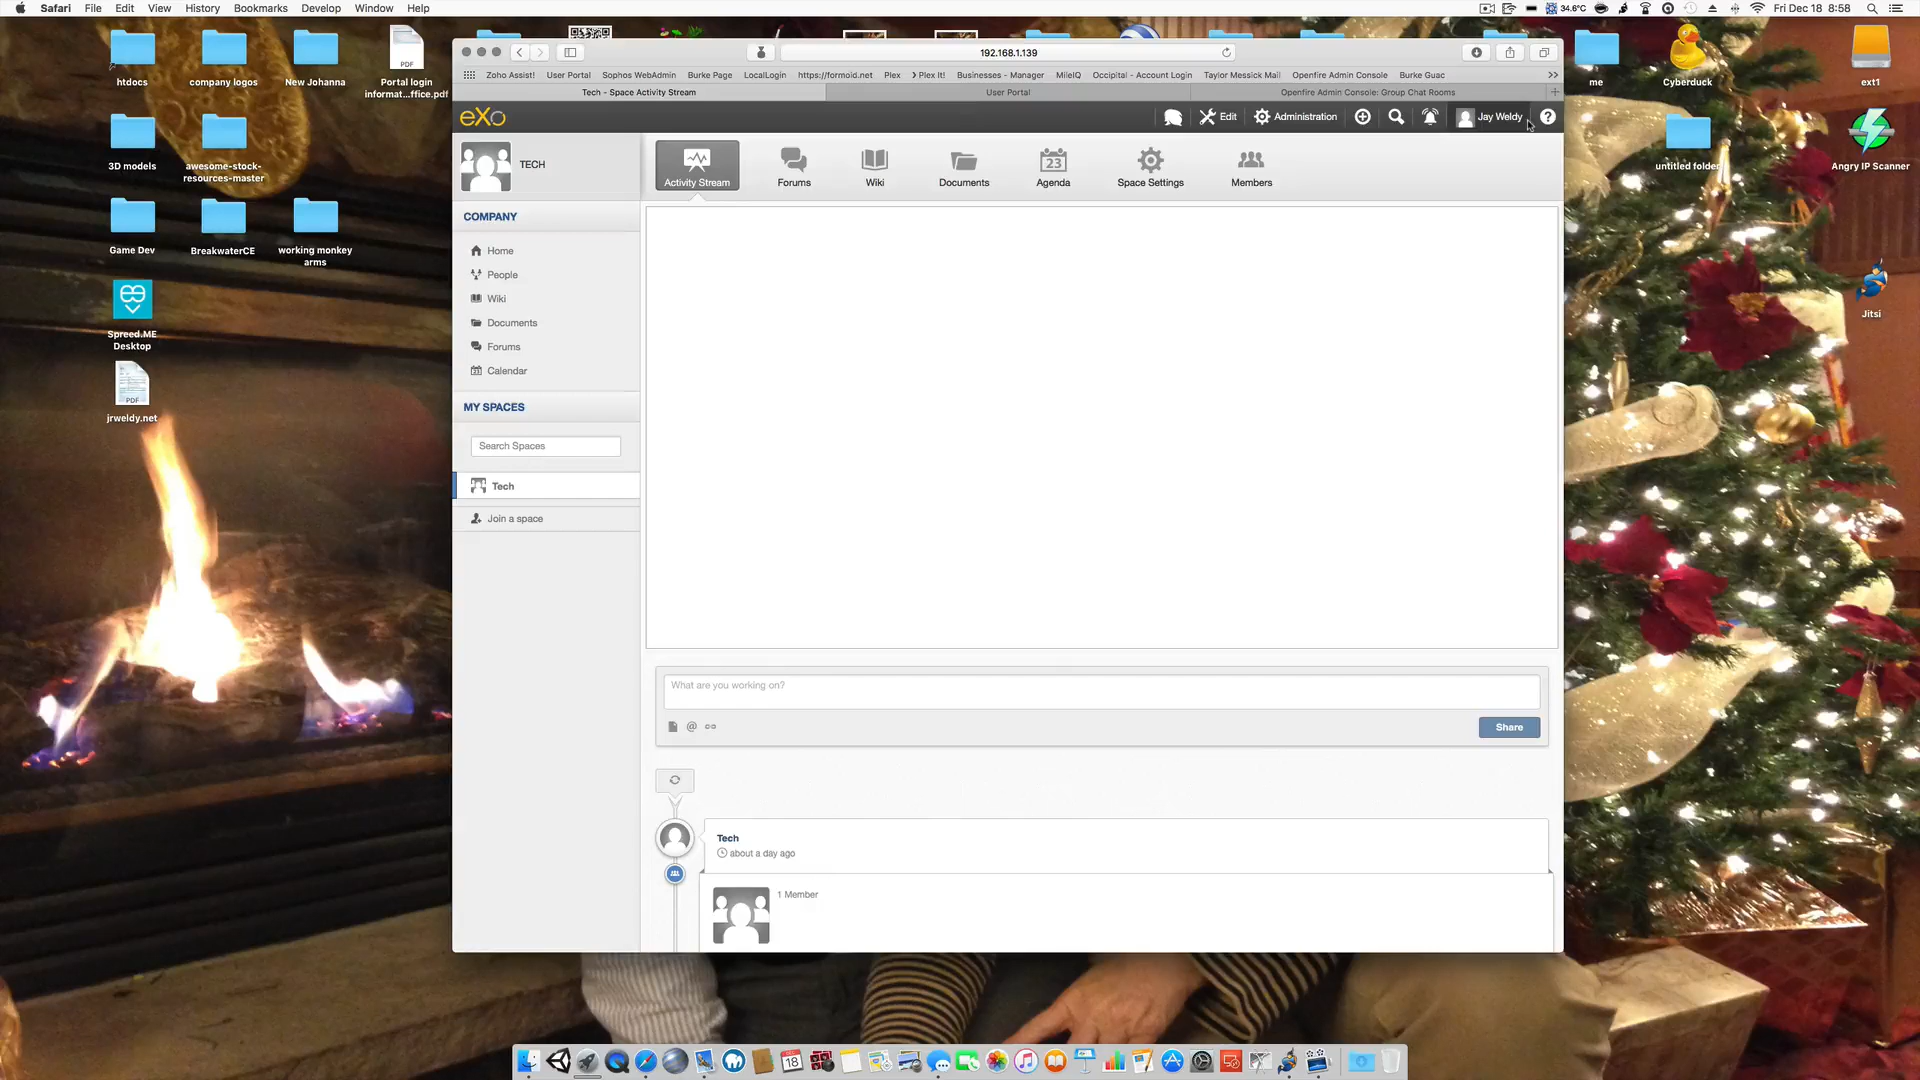 Safari File Edit View History Bookmarks Develop Window Help
34.6°C Fri Dec 18 8:58
htdocs
company logos
New Johanna
PDF
Portal login
informat...ffice.pdf
3D models
awesome-stock-
resources-master
Game Dev
BreakwaterCE
working monkey
arms
Spreed.ME
Desktop
PDF
jrweldy.net
me
Cyberduck
ext1
untitled folder
Angry IP Scanner
Jitsi
192.168.1.139
Zoho Assist! User Portal Sophos WebAdmin Burke Page LocalLogin https://formoid.net Plex > Plex It! Businesses - Manager MileIQ Occipital - Account Login Taylor Messick Mail Openfire Admin Console Burke Guac >>
Tech - Space Activity Stream User Portal Openfire Admin Console: Group Chat Rooms
eXo Edit Administration Jay Weldy ?
TECH
Activity Stream Forums Wiki Documents 23 Agenda Space Settings Members
COMPANY
Home
People
Wiki
Documents
Forums
Calendar
MY SPACES
Search Spaces
Tech
Join a space
What are you working on?
@ Share
Tech
about a day ago
1 Member
18